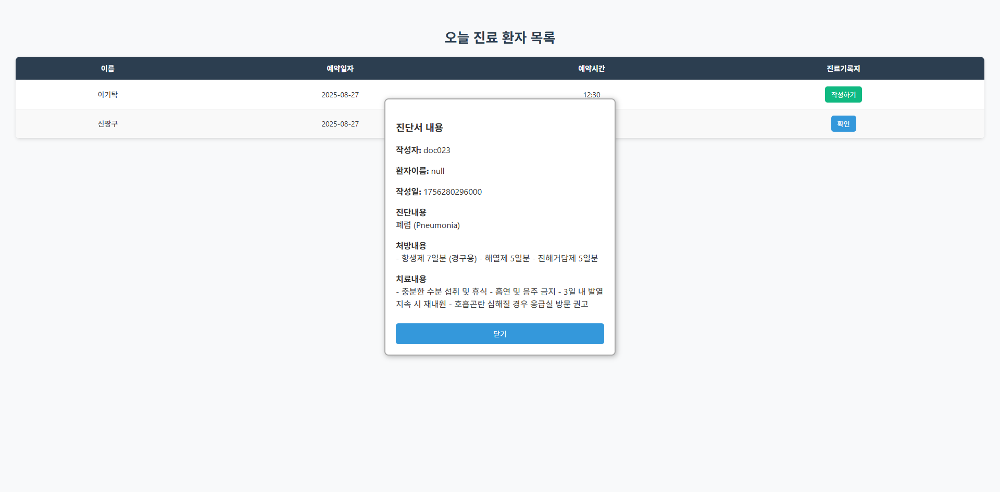 오늘 진료 환자 목록
이름 예약일자 예약시간 진료기록지
이기탁 2025-08-27 12:30 작성하기
신짱구 2025-08-27 확인
진단서 내용
작성자: doc023
환자이름: null
작성일: 1756280296000
진단내용
폐렴 (Pneumonia)
처방내용
- 항생제 7일분 (경구용) - 해열제 5일분 - 진해거담제 5일분
치료내용
- 충분한 수분 섭취 및 휴식 - 흡연 및 음주 금지 - 3일 내 발열
지속 시 재내원 - 호흡곤란 심해질 경우 응급실 방문 권고
닫기